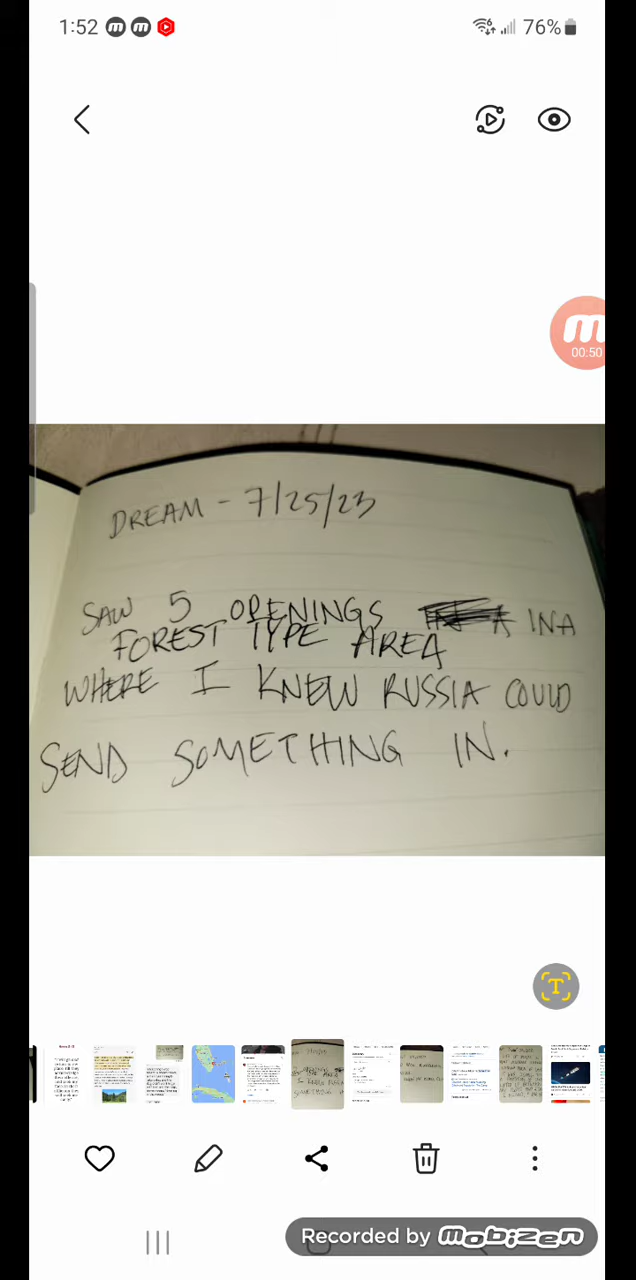 1:52 m m 76%
m
00:50
DREAM - 7/25/23
SAW 5 OPENINGS A IN A
FOREST TYPE AREA
WHERE I KNEW RUSSIA COULD
SEND SOMETHING IN.
T
Recorded by mobizen